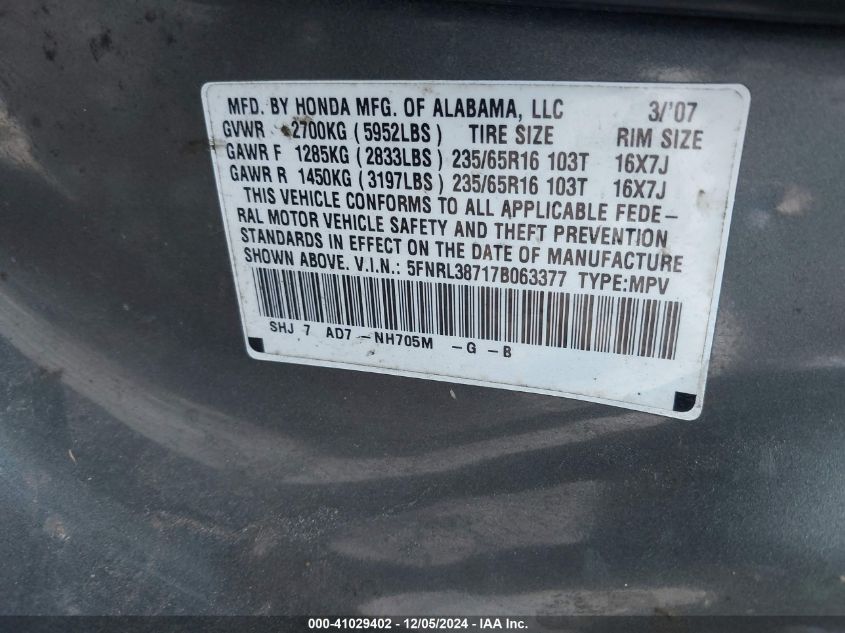 MFD. BY HONDA MFG. OF ALABAMA, LLC 3/'07
GVWR 2700KG (5952LBS) TIRE SIZE RIM SIZE
GAWR F 1285KG (2833LBS) 235/65R16 103T 16X7J
GAWR R 1450KG (3197LBS) 235/65R16 103T 16X7J
THIS VEHICLE CONFORMS TO ALL APPLICABLE FEDE-
RAL MOTOR VEHICLE SAFETY AND THEFT PREVENTION
STANDARDS IN EFFECT ON THE DATE OF MANUFACTURE
SHOWN ABOVE. V.I.N.: 5FNRL38717B063377 TYPE:MPV
SHJ 7 AD7-NH705M -G-B
000-41029402 - 12/05/2024 - IAA Inc.